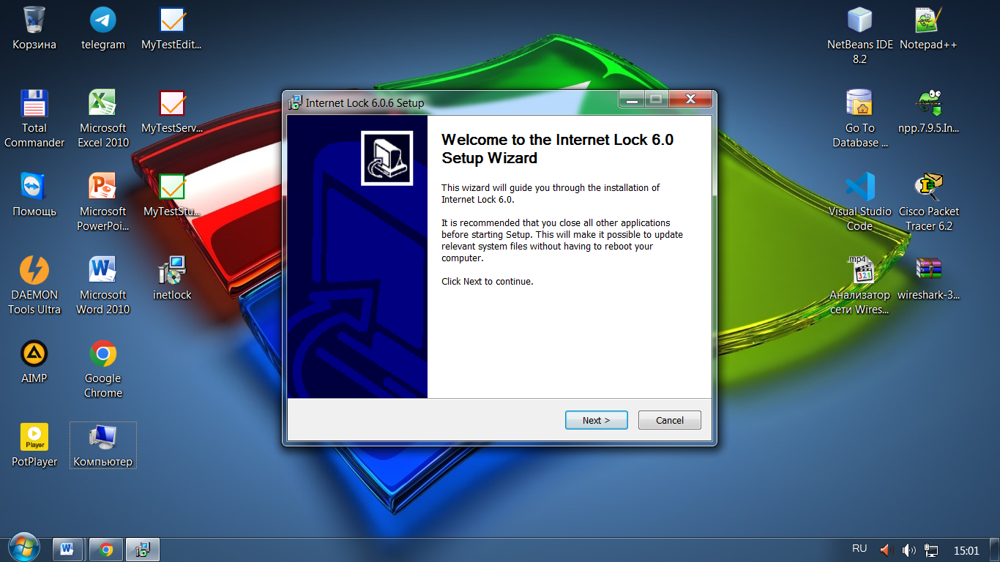 Корзина
telegram
MyTestEdit...
NetBeans IDE
8.2
Notepad++
Total
Commander
Microsoft
Excel 2010
MyTestServ...
Go To
Database ...
npp.7.9.5.In...
Помощь
Microsoft
PowerPoi...
MyTestStu...
Visual Studio
Code
Cisco Packet
Tracer 6.2
DAEMON
Tools Ultra
Microsoft
Word 2010
inetlock
.mp4
321
Анализатор
сети Wires...
wireshark-3...
AIMP
Google
Chrome
Player
PotPlayer
Компьютер
Internet Lock 6.0.6 Setup
Welcome to the Internet Lock 6.0
Setup Wizard
This wizard will guide you through the installation of
Internet Lock 6.0.
It is recommended that you close all other applications
before starting Setup. This will make it possible to update
relevant system files without having to reboot your
computer.
Click Next to continue.
Next >
Cancel
RU
15:01